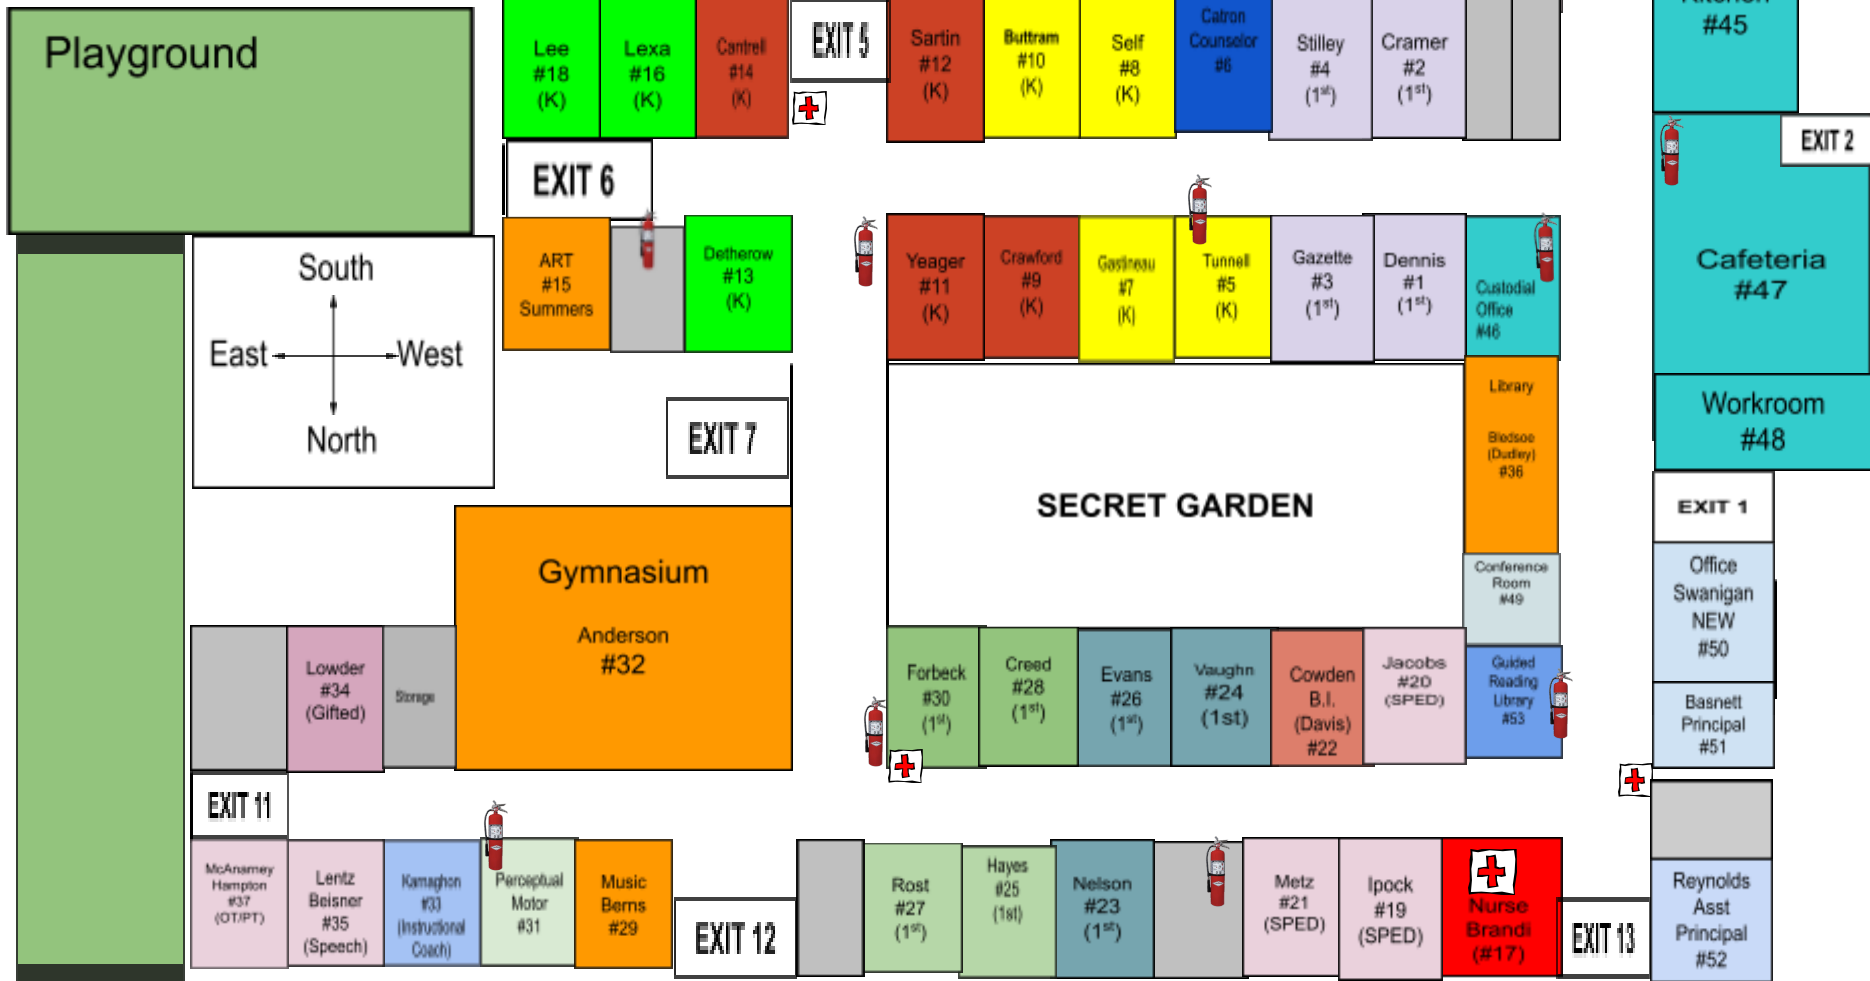 Playground
Lee
#18
(K)
Lexa
#16
(K)
Cantrell
#14
(K)
EXIT 5
Sartin
#12
(K)
Buttram
#10
(K)
Self
#8
(K)
Catron
Counselor
#6
Stilley
#4
(1st)
Cramer
#2
(1st)
Kitchen
#45
EXIT 2
EXIT 6
South
East
West
North
ART
#15
Summers
Detherow
#13
(K)
Yeager
#11
(K)
Crawford
#9
(K)
Gastineau
#7
(K)
Tunnell
#5
(K)
Gazette
#3
(1st)
Dennis
#1
(1st)
Custodial
Office
#46
Cafeteria
#47
EXIT 7
Library
Bledsoe
(Dudley)
#36
Workroom
#48
SECRET GARDEN
EXIT 1
Gymnasium
Anderson
#32
Conference
Room
#49
Office
Swanigan
NEW
#50
Lowder
#34
(Gifted)
Storage
Forbeck
#30
(1st)
Creed
#28
(1st)
Evans
#26
(1st)
Vaughn
#24
(1st)
Cowden
B.I.
(Davis)
#22
Jacobs
#20
(SPED)
Guided
Reading
Library
#53
Basnett
Principal
#51
EXIT 11
McAnarney
Hampton
#37
(OT/PT)
Lentz
Beisner
#35
(Speech)
Karnaghon
#33
(Instructional
Coach)
Perceptual
Motor
#31
Music
Berns
#29
EXIT 12
Rost
#27
(1st)
Hayes
#25
(1st)
Nelson
#23
(1st)
Metz
#21
(SPED)
Ipock
#19
(SPED)
Nurse
Brandi
(#17)
EXIT 13
Reynolds
Asst
Principal
#52